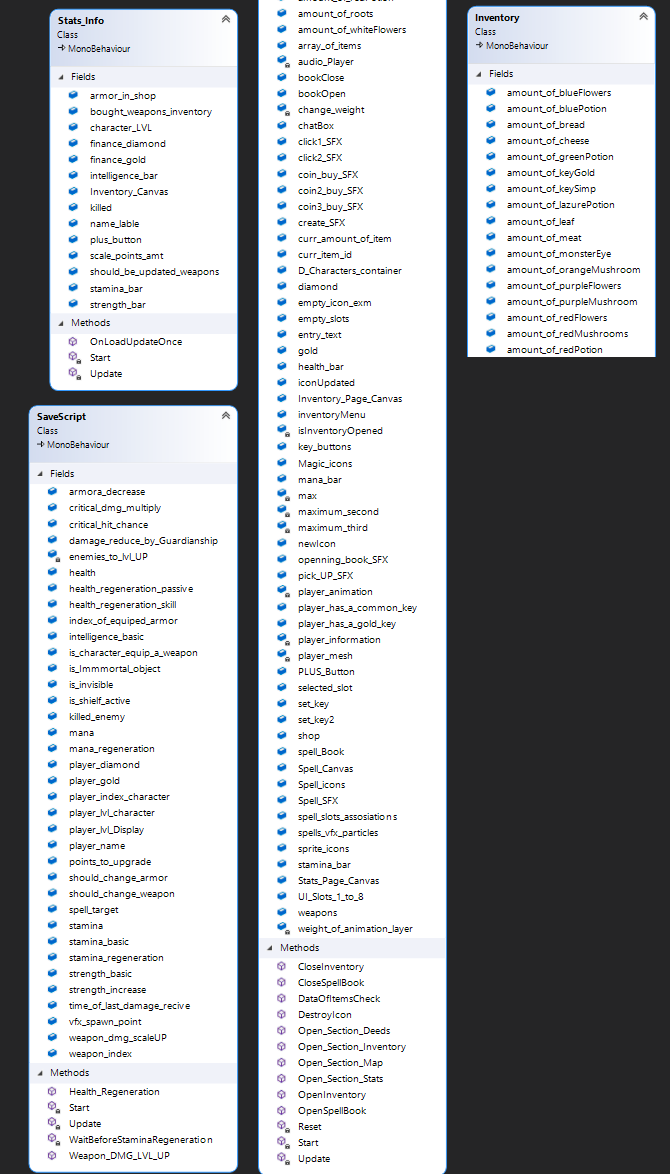 Stats_Info
Class
MonoBehaviour
Fields
armor_in_shop
bought_weapons_inventory
character_LVL
finance_diamond
finance_gold
intelligence_bar
Inventory_Canvas
killed
name_lable
plus_button
scale_points_amt
should_be_updated_weapons
stamina_bar
strength_bar
Methods
OnLoadUpdateOnce
Start
Update
SaveScript
Class
MonoBehaviour
Fields
armora_decrease
critical_dmg_multiply
critical_hit_chance
damage_reduce_by_Guardianship
enemies_to_lvl_UP
health
health_regeneration_passive
health_regeneration_skill
index_of_equiped_armor
intelligence_basic
is_character_equip_a_weapon
is_Immmortal_object
is_invisible
is_shielf_active
killed_enemy
mana
mana_regeneration
player_diamond
player_gold
player_index_character
player_lvl_character
player_lvl_Display
player_name
points_to_upgrade
should_change_armor
should_change_weapon
spell_target
stamina
stamina_basic
stamina_regeneration
strength_basic
strength_increase
time_of_last_damage_recive
vfx_spawn_point
weapon_dmg_scaleUP
weapon_index
Methods
Health_Regeneration
Start
Update
WaitBeforeStaminaRegeneration
Weapon_DMG_LVL_UP
amount_of_roots
amount_of_whiteFlowers
array_of_items
audio_Player
bookClose
bookOpen
change_weight
chatBox
click1_SFX
click2_SFX
coin_buy_SFX
coin2_buy_SFX
coin3_buy_SFX
create_SFX
curr_amount_of_item
curr_item_id
D_Characters_container
diamond
empty_icon_exm
empty_slots
entry_text
gold
health_bar
iconUpdated
Inventory_Page_Canvas
inventoryMenu
isInventoryOpened
key_buttons
Magic_icons
mana_bar
max
maximum_second
maximum_third
newIcon
openning_book_SFX
pick_UP_SFX
player_animation
player_has_a_common_key
player_has_a_gold_key
player_information
player_mesh
PLUS_Button
selected_slot
set_key
set_key2
shop
spell_Book
Spell_Canvas
Spell_icons
Spell_SFX
spell_slots_assosiations
spells_vfx_particles
sprite_icons
stamina_bar
Stats_Page_Canvas
UI_Slots_1_to_8
weapons
weight_of_animation_layer
Methods
CloseInventory
CloseSpellBook
DataOfItemsCheck
DestroyIcon
Open_Section_Deeds
Open_Section_Inventory
Open_Section_Map
Open_Section_Stats
OpenInventory
OpenSpellBook
Reset
Start
Update
Inventory
Class
MonoBehaviour
Fields
amount_of_blueFlowers
amount_of_bluePotion
amount_of_bread
amount_of_cheese
amount_of_greenPotion
amount_of_keyGold
amount_of_keySimp
amount_of_lazurePotion
amount_of_leaf
amount_of_meat
amount_of_monsterEye
amount_of_orangeMushroom
amount_of_purpleFlowers
amount_of_purpleMushroom
amount_of_redFlowers
amount_of_redMushrooms
amount_of_redPotion